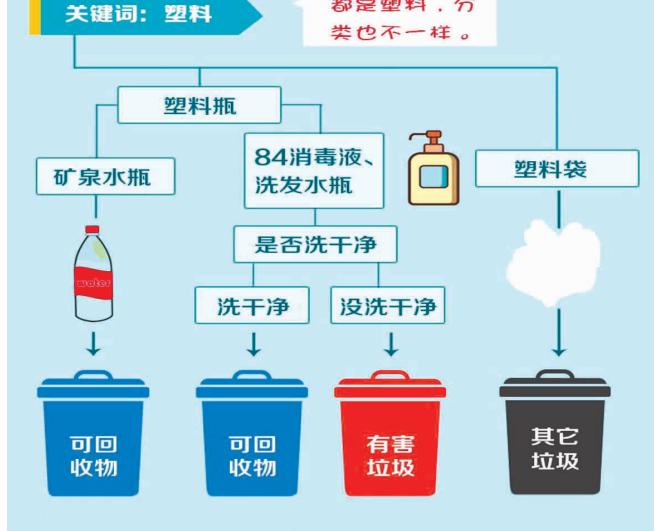 关键词：塑料
都是塑料，分
类也不一样。
塑料瓶
矿泉水瓶
84消毒液、
洗发水瓶
塑料袋
是否洗干净
water
洗干净
没洗干净
可回
收物
可回
收物
有害
垃圾
其它
垃圾